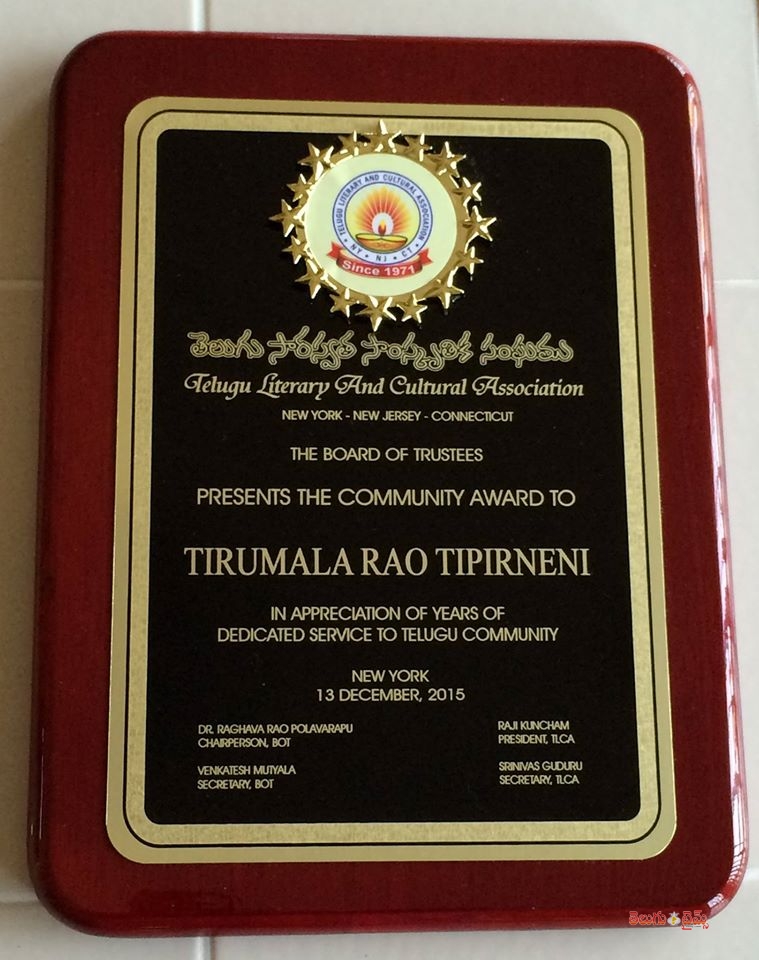 TELUGU LITERARY AND CULTURAL ASSOCIATION
NY • NJ • CT
Since 1971
తెలుగు సారస్వత సాంస్కృతిక సంఘము
Telugu Literary And Cultural Association
NEW YORK - NEW JERSEY - CONNECTICUT
THE BOARD OF TRUSTEES
PRESENTS THE COMMUNITY AWARD TO
TIRUMALA RAO TIPIRNENI
IN APPRECIATION OF YEARS OF
DEDICATED SERVICE TO TELUGU COMMUNITY
NEW YORK
13 DECEMBER, 2015
DR. RAGHAVA RAO POLAVARAPU
CHAIRPERSON, BOT
RAJI KUNCHAM
PRESIDENT, TLCA
VENKATESH MUTYALA
SECRETARY, BOT
SRINIVAS GUDURU
SECRETARY, TLCA
తెలుగు టైమ్స్